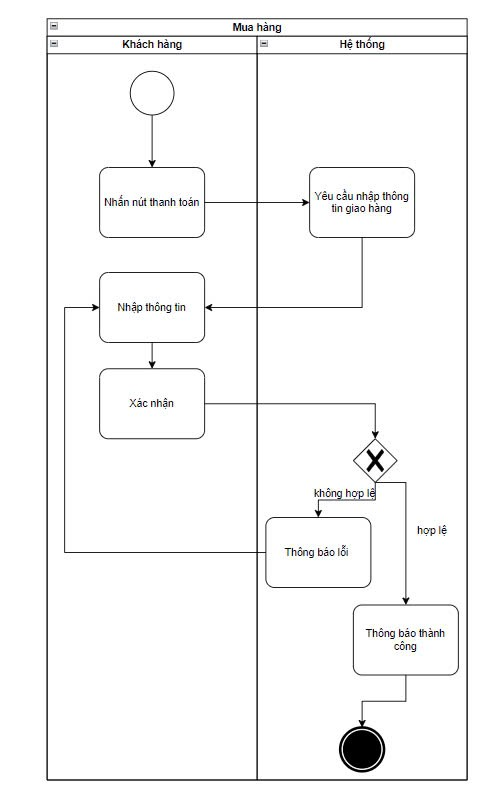 Mua hàng
Khách hàng
Hệ thống
Nhấn nút thanh toán
Yêu cầu nhập thông
tin giao hàng
Nhập thông tin
Xác nhận
không hợp lệ
hợp lệ
Thông báo lỗi
Thông báo thành
công